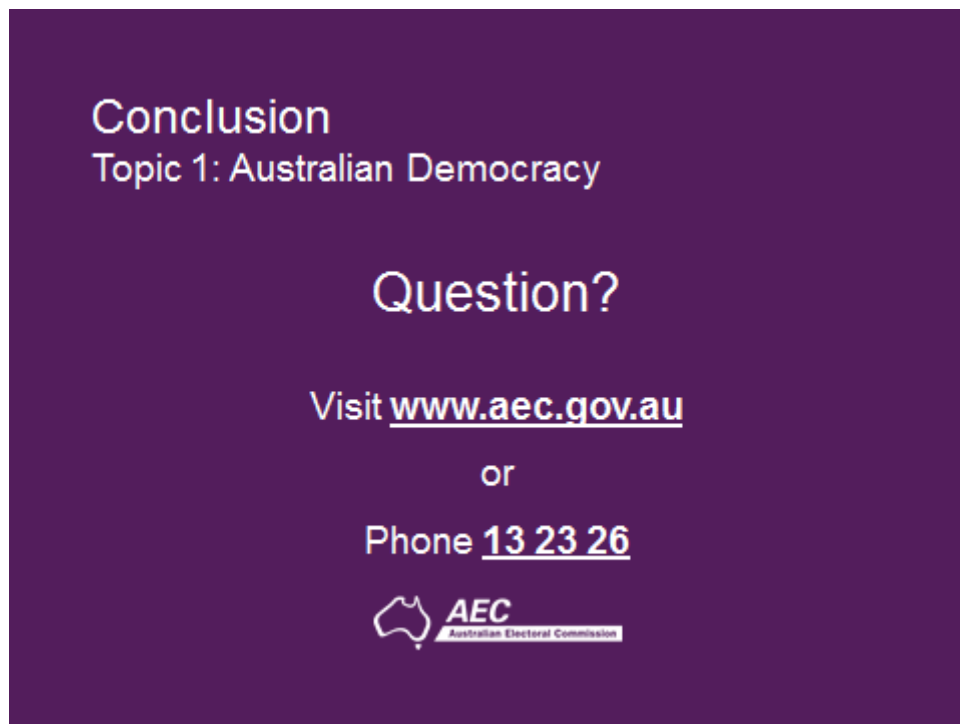 Conclusion
Topic 1: Australian Democracy
Question?
Visit www.aec.gov.au
or
Phone 13 23 26
AEC
Australian Electoral Commission